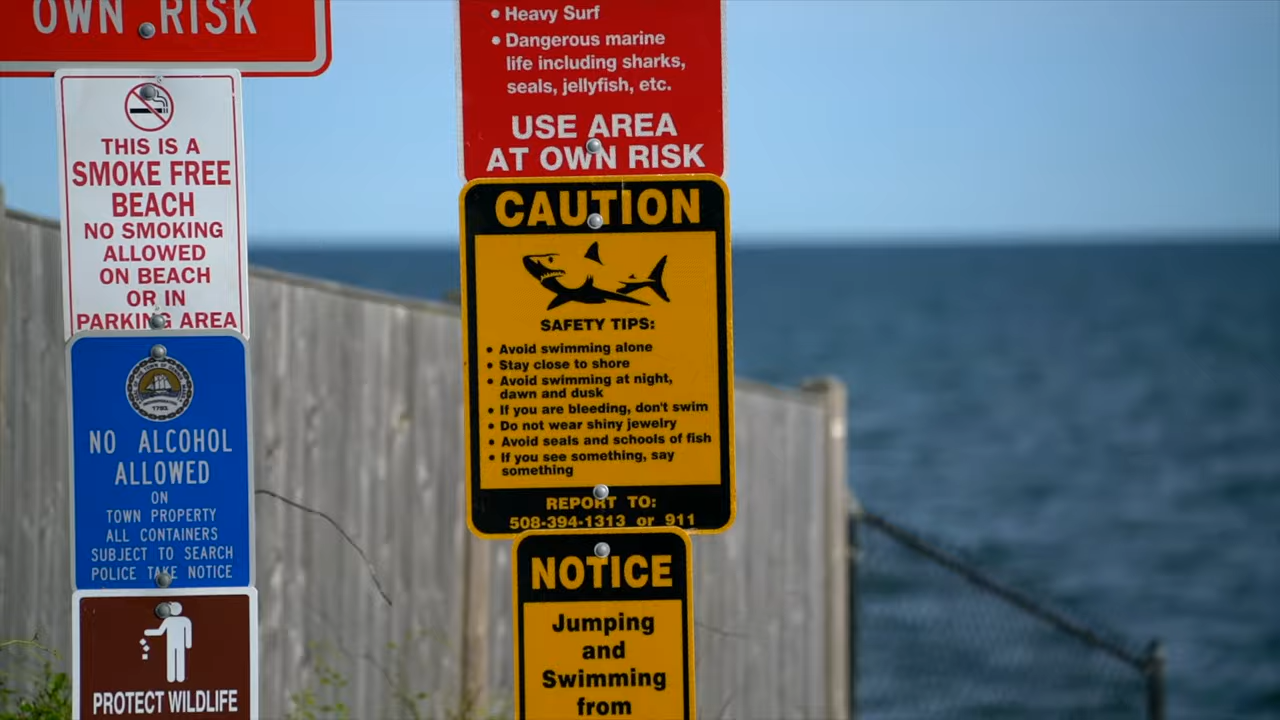 OWN RISK
THIS IS A
SMOKE FREE
BEACH
NO SMOKING
ALLOWED
ON BEACH
OR IN
PARKING AREA
NO ALCOHOL
ALLOWED
ON
TOWN PROPERTY
ALL CONTAINERS
SUBJECT TO SEARCH
POLICE TAKE NOTICE
PROTECT WILDLIFE
• Heavy Surf
• Dangerous marine
life including sharks,
seals, jellyfish, etc.
USE AREA
AT OWN RISK
CAUTION
SAFETY TIPS:
• Avoid swimming alone
• Stay close to shore
• Avoid swimming at night,
dawn and dusk
• If you are bleeding, don't swim
• Do not wear shiny jewelry
• Avoid seals and schools of fish
• If you see something, say
something
REPORT TO:
508-394-1313 or 911
NOTICE
Jumping
and
Swimming
from